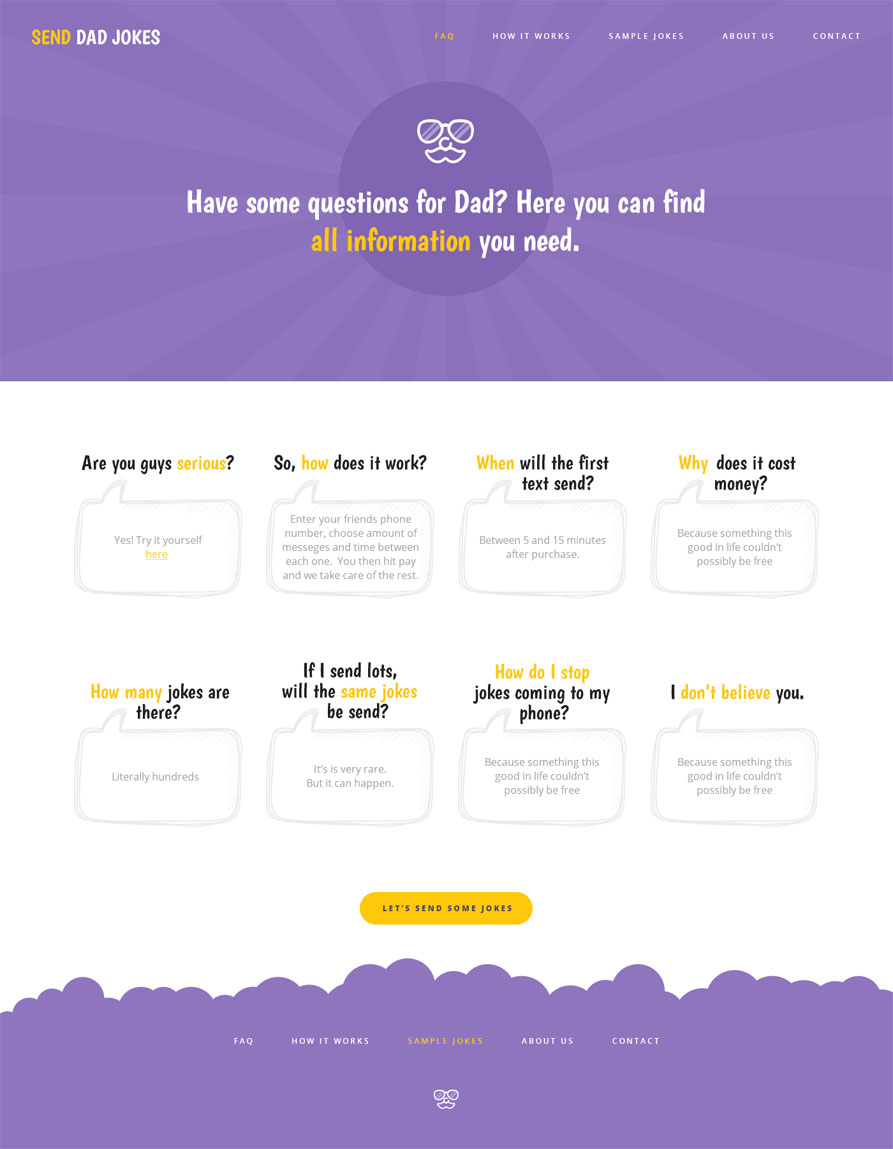 SEND DAD JOKES
FAQ
HOW IT WORKS
SAMPLE JOKES
ABOUT US
CONTACT
Have some questions for Dad? Here you can find
all information you need.
Are you guys serious?
Yes! Try it yourself
here
So, how does it work?
Enter your friends phone
number, choose amount of
messeges and time between
each one. You then hit pay
and we take care of the rest.
When will the first
text send?
Between 5 and 15 minutes
after purchase.
Why does it cost
money?
Because something this
good in life couldn't
possibly be free
How many jokes are
there?
Literally hundreds
If I send lots,
will the same jokes
be send?
It's is very rare.
But it can happen.
How do I stop
jokes coming to my
phone?
Because something this
good in life couldn't
possibly be free
I don't believe you.
Because something this
good in life couldn't
possibly be free
LET'S SEND SOME JOKES
FAQ
HOW IT WORKS
SAMPLE JOKES
ABOUT US
CONTACT